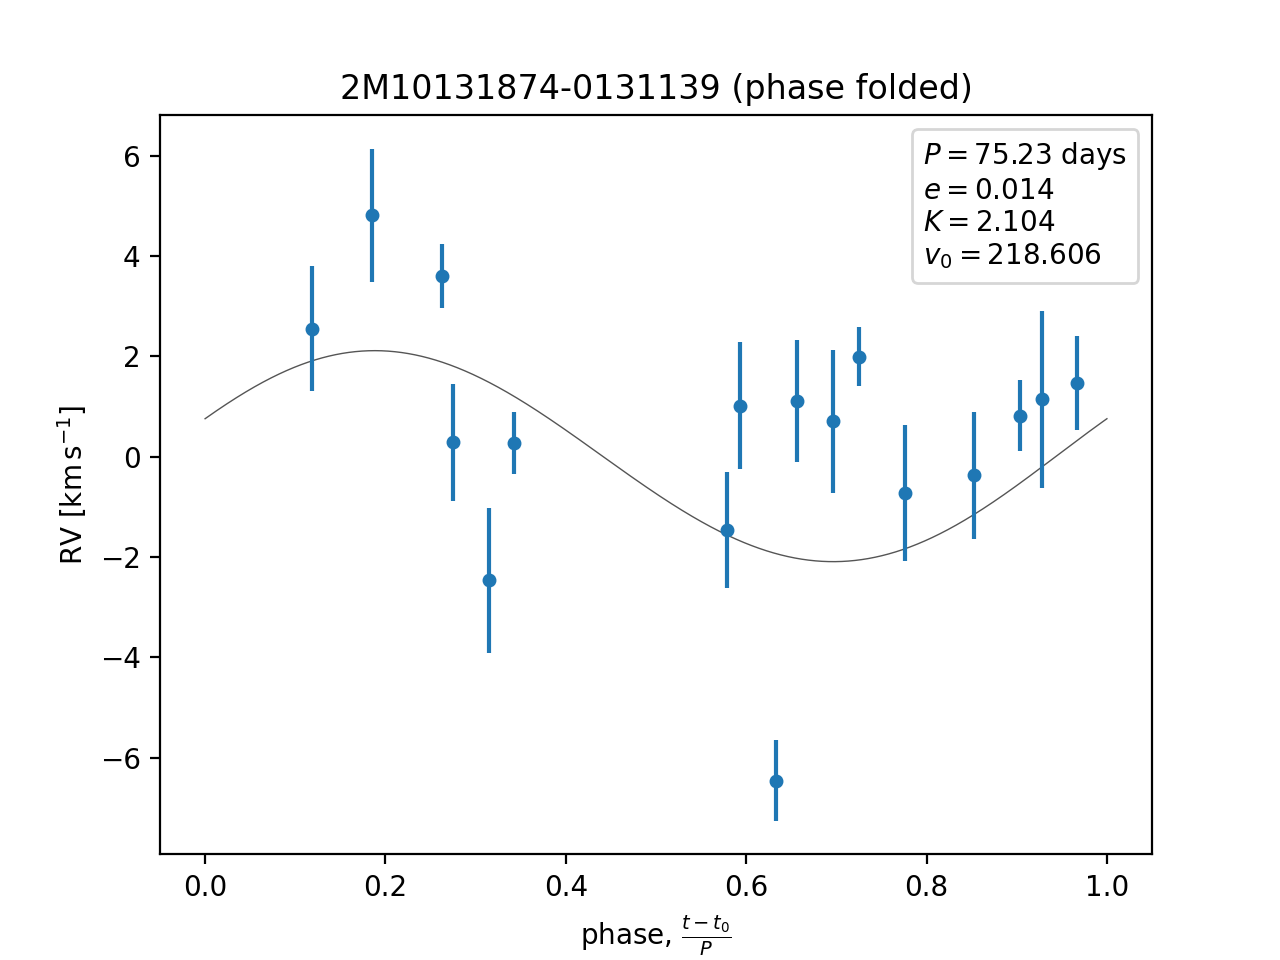 2M10131874-0131139 (phase folded)
P = 75.23 days
e = 0.014
K = 2.104
v₀ = 218.606
6
4
2
0
−2
−4
−6
RV [km s⁻¹]
0.0 0.2 0.4 0.6 0.8 1.0
phase, (t − t₀)/P